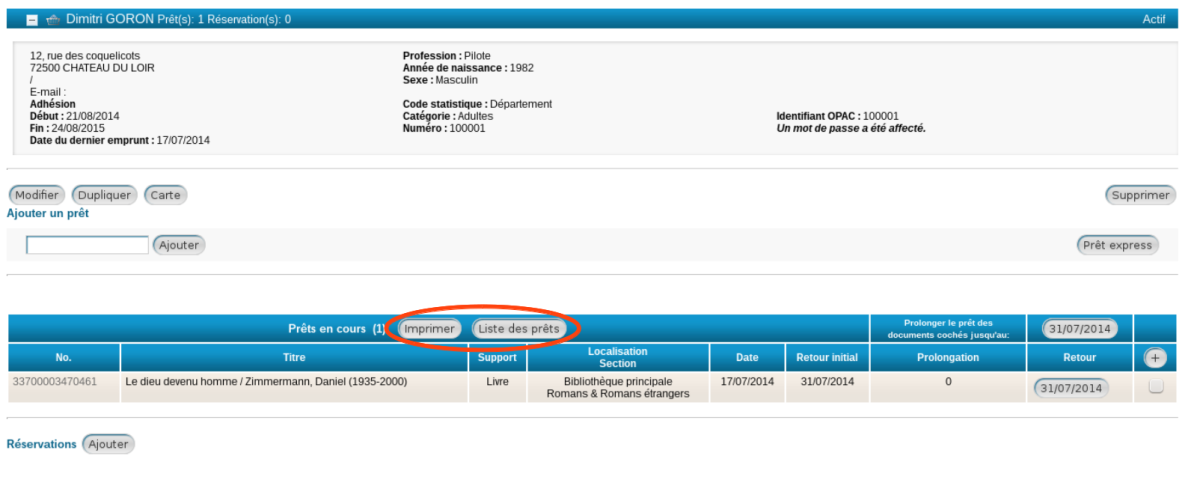 Dimitri GORON Prêt(s): 1 Réservation(s): 0 Actif
12, rue des coquelicots
72500 CHATEAU DU LOIR
/
E-mail :
Adhésion
Début : 21/08/2014
Fin : 24/08/2015
Date du dernier emprunt : 17/07/2014
Profession : Pilote
Année de naissance : 1982
Sexe : Masculin
Code statistique : Département
Catégorie : Adultes
Numéro : 100001
Identifiant OPAC : 100001
Un mot de passe a été affecté.
Modifier Dupliquer Carte Supprimer
Ajouter un prêt
Ajouter Prêt express
Prêts en cours (1) Imprimer Liste des prêts
Prolonger le prêt des
documents cochés jusqu'au:
31/07/2014
No. Titre Support
Localisation
Section
Date Retour initial Prolongation Retour +
33700003470461 Le dieu devenu homme / Zimmermann, Daniel (1935-2000) Livre
Bibliothèque principale
Romans & Romans étrangers
17/07/2014 31/07/2014 0 31/07/2014
Réservations Ajouter